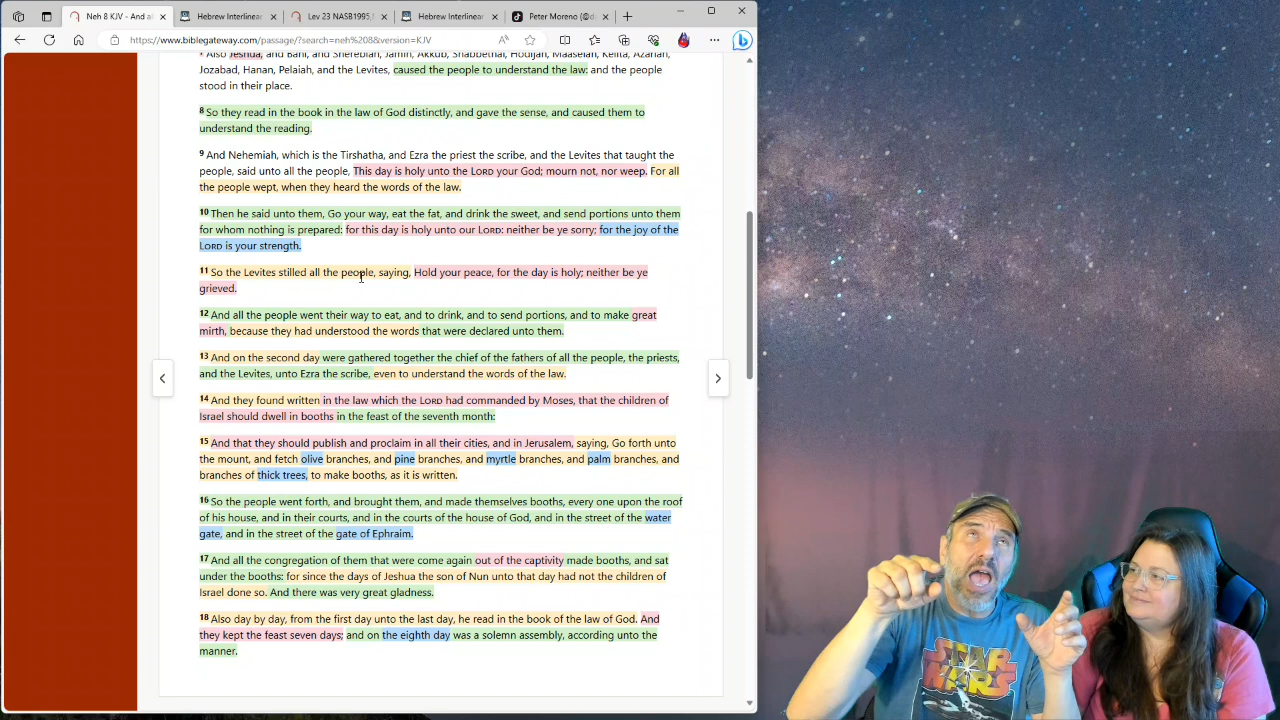 Neh 8 KJV - And al
Hebrew Interlinea
Lev 23 NASB1995,
Hebrew Interlinea
Peter Moreno (@d
https://www.biblegateway.com/passage/?search=neh%208&version=KJV
Also Jeshua, and Bani, and Sherebiah, Jamin, Akkub, Shabbethai, Hodijah, Maaseiah, Kelita, Azariah,
Jozabad, Hanan, Pelaiah, and the Levites, caused the people to understand the law: and the people
stood in their place.
8 So they read in the book in the law of God distinctly, and gave the sense, and caused them to
understand the reading.
9 And Nehemiah, which is the Tirshatha, and Ezra the priest the scribe, and the Levites that taught the
people, said unto all the people, This day is holy unto the LORD your God; mourn not, nor weep. For all
the people wept, when they heard the words of the law.
10 Then he said unto them, Go your way, eat the fat, and drink the sweet, and send portions unto them
for whom nothing is prepared: for this day is holy unto our LORD: neither be ye sorry; for the joy of the
LORD is your strength.
11 So the Levites stilled all the people, saying, Hold your peace, for the day is holy; neither be ye
grieved.
12 And all the people went their way to eat, and to drink, and to send portions, and to make great
mirth, because they had understood the words that were declared unto them.
13 And on the second day were gathered together the chief of the fathers of all the people, the priests,
and the Levites, unto Ezra the scribe, even to understand the words of the law.
14 And they found written in the law which the LORD had commanded by Moses, that the children of
Israel should dwell in booths in the feast of the seventh month:
15 And that they should publish and proclaim in all their cities, and in Jerusalem, saying, Go forth unto
the mount, and fetch olive branches, and pine branches, and myrtle branches, and palm branches, and
branches of thick trees, to make booths, as it is written.
16 So the people went forth, and brought them, and made themselves booths, every one upon the roof
of his house, and in their courts, and in the courts of the house of God, and in the street of the water
gate, and in the street of the gate of Ephraim.
17 And all the congregation of them that were come again out of the captivity made booths, and sat
under the booths: for since the days of Jeshua the son of Nun unto that day had not the children of
Israel done so. And there was very great gladness.
18 Also day by day, from the first day unto the last day, he read in the book of the law of God. And
they kept the feast seven days; and on the eighth day was a solemn assembly, according unto the
manner.
STAR
WARS